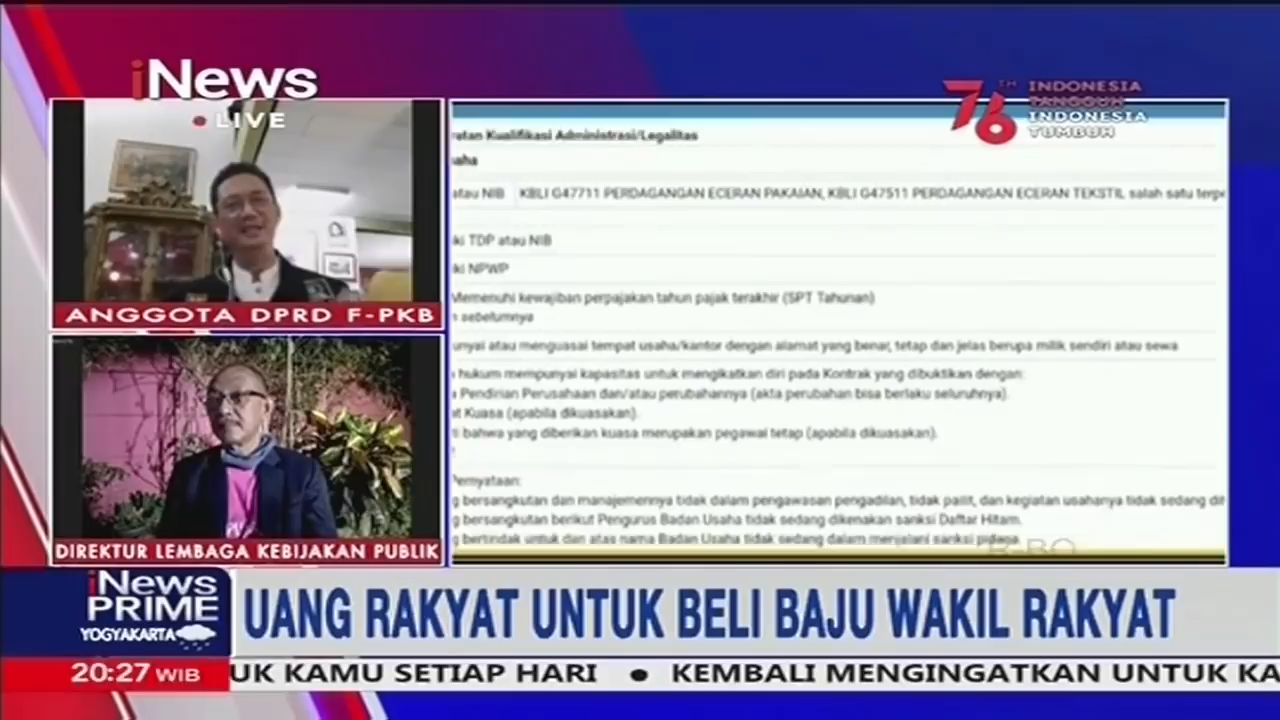 iNews
LIVE
76TH INDONESIA
TANGGUH
INDONESIA
TUMBUH
ratan Kualifikasi Administrasi/Legalitas
saha
atau NIB KBLI G47711 PERDAGANGAN ECERAN PAKAIAN, KBLI G47511 PERDAGANGAN ECERAN TEKSTIL salah satu terpe
iki TDP atau NIB
iki NPWP
Memenuhi kewajiban perpajakan tahun pajak terakhir (SPT Tahunan)
n sebelumnya
unyai atau menguasai tempat usaha/kantor dengan alamat yang benar, tetap dan jelas berupa milik sendiri atau sewa
hukum mempunyai kapasitas untuk mengikatkan diri pada Kontrak yang dibuktikan dengan:
a Pendirian Perusahaan dan/atau perubahannya (akta perubahan bisa berlaku seluruhnya).
at Kuasa (apabila dikuasakan).
ti bahwa yang diberikan kuasa merupakan pegawai tetap (apabila dikuasakan).
Pernyataan:
g bersangkutan dan manajemennya tidak dalam pengawasan pengadilan, tidak pailit, dan kegiatan usahanya tidak sedang dih
g bersangkutan berikut Pengurus Badan Usaha tidak sedang dikenakan sanksi Daftar Hitam.
g bertindak untuk dan atas nama Badan Usaha tidak sedang dalam menjalani sanksi pidana.
ANGGOTA DPRD F-PKB
DIREKTUR LEMBAGA KEBIJAKAN PUBLIK
iNews
PRIME
YOGYAKARTA
UANG RAKYAT UNTUK BELI BAJU WAKIL RAKYAT
20:27 WIB
UK KAMU SETIAP HARI ● KEMBALI MENGINGATKAN UNTUK KA